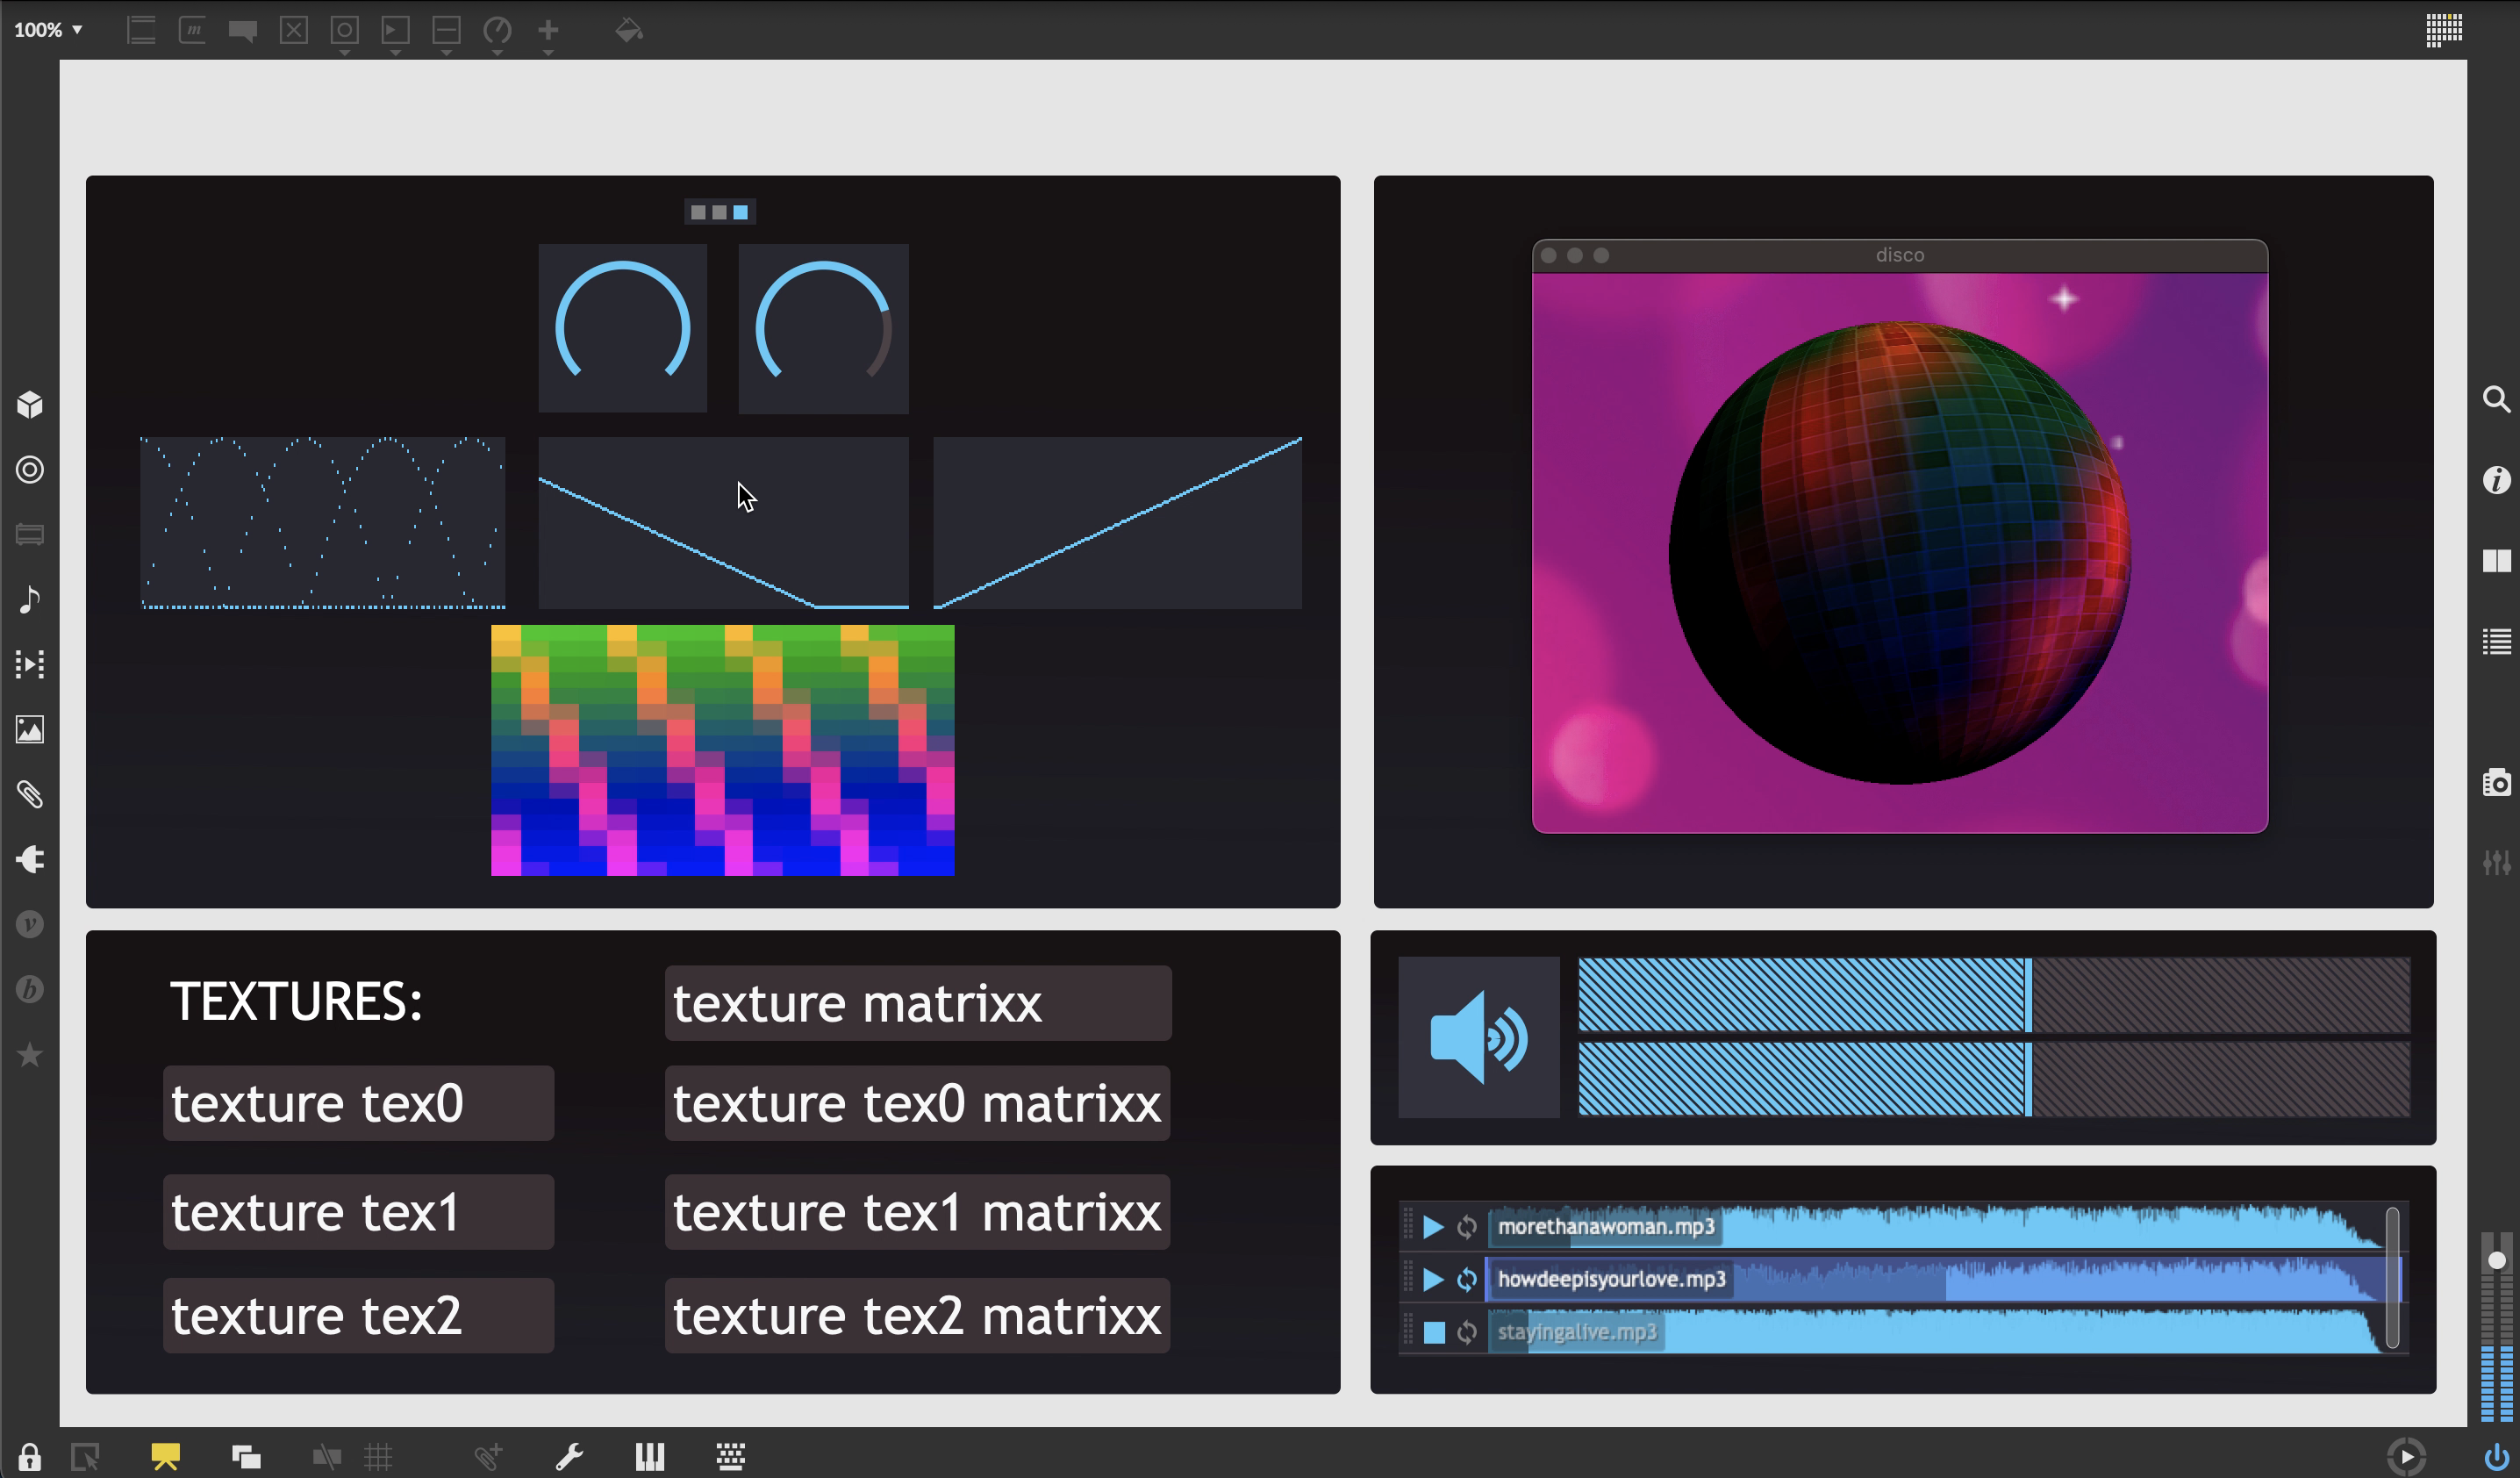 100%
disco
TEXTURES:
texture matrixx
texture tex0
texture tex0 matrixx
texture tex1
texture tex1 matrixx
texture tex2
texture tex2 matrixx
morethanawoman.mp3
howdeepisyourlove.mp3
stayingalive.mp3